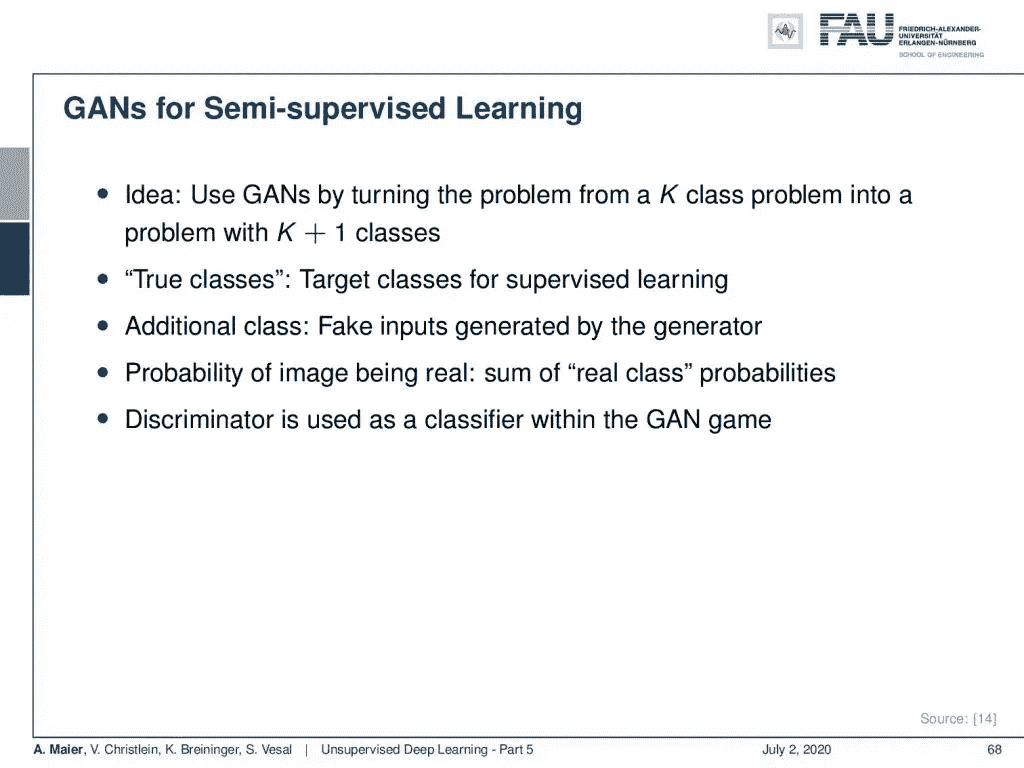 FAU
FRIEDRICH-ALEXANDER-
UNIVERSITÄT
ERLANGEN-NÜRNBERG
SCHOOL OF ENGINEERING
GANs for Semi-supervised Learning
• Idea: Use GANs by turning the problem from a K class problem into a
problem with K + 1 classes
• “True classes”: Target classes for supervised learning
• Additional class: Fake inputs generated by the generator
• Probability of image being real: sum of “real class” probabilities
• Discriminator is used as a classifier within the GAN game
Source: [14]
A. Maier, V. Christlein, K. Breininger, S. Vesal | Unsupervised Deep Learning - Part 5 July 2, 2020 68